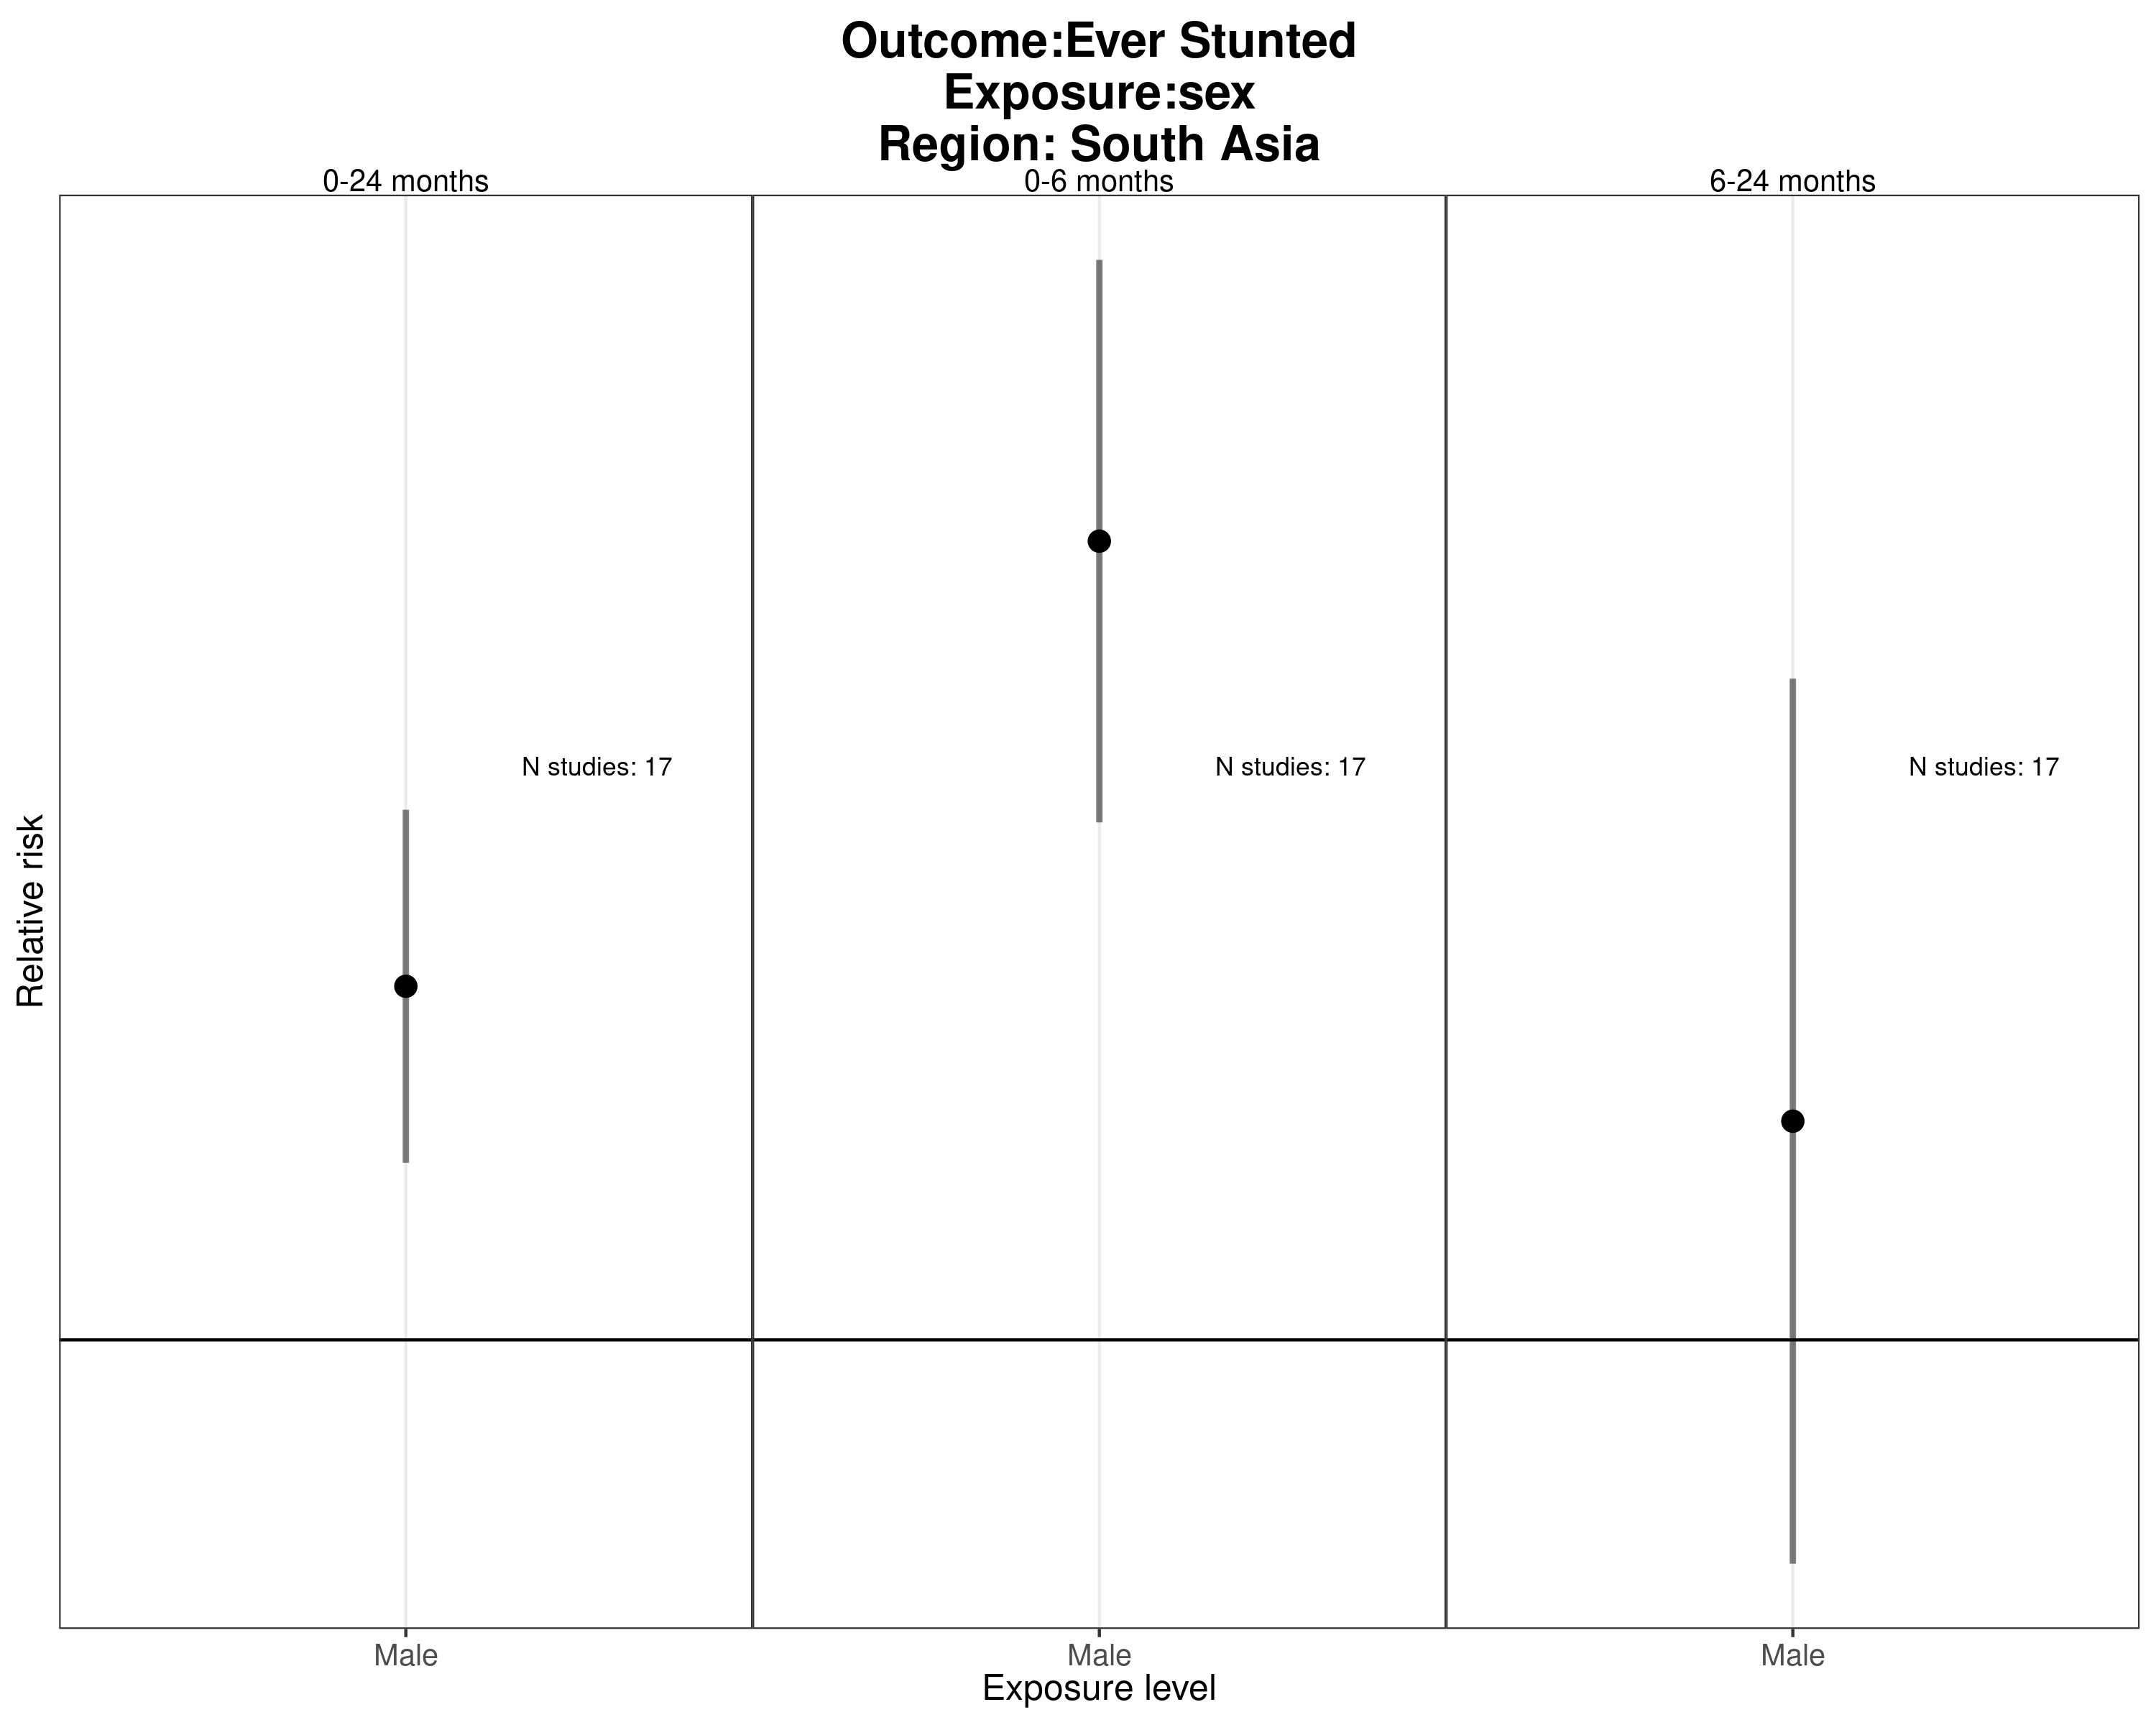 Outcome:Ever Stunted
Exposure:sex
Region: South Asia
0-24 months
0-6 months
6-24 months
N studies: 17
N studies: 17
N studies: 17
Relative risk
Male
Male
Male
Exposure level